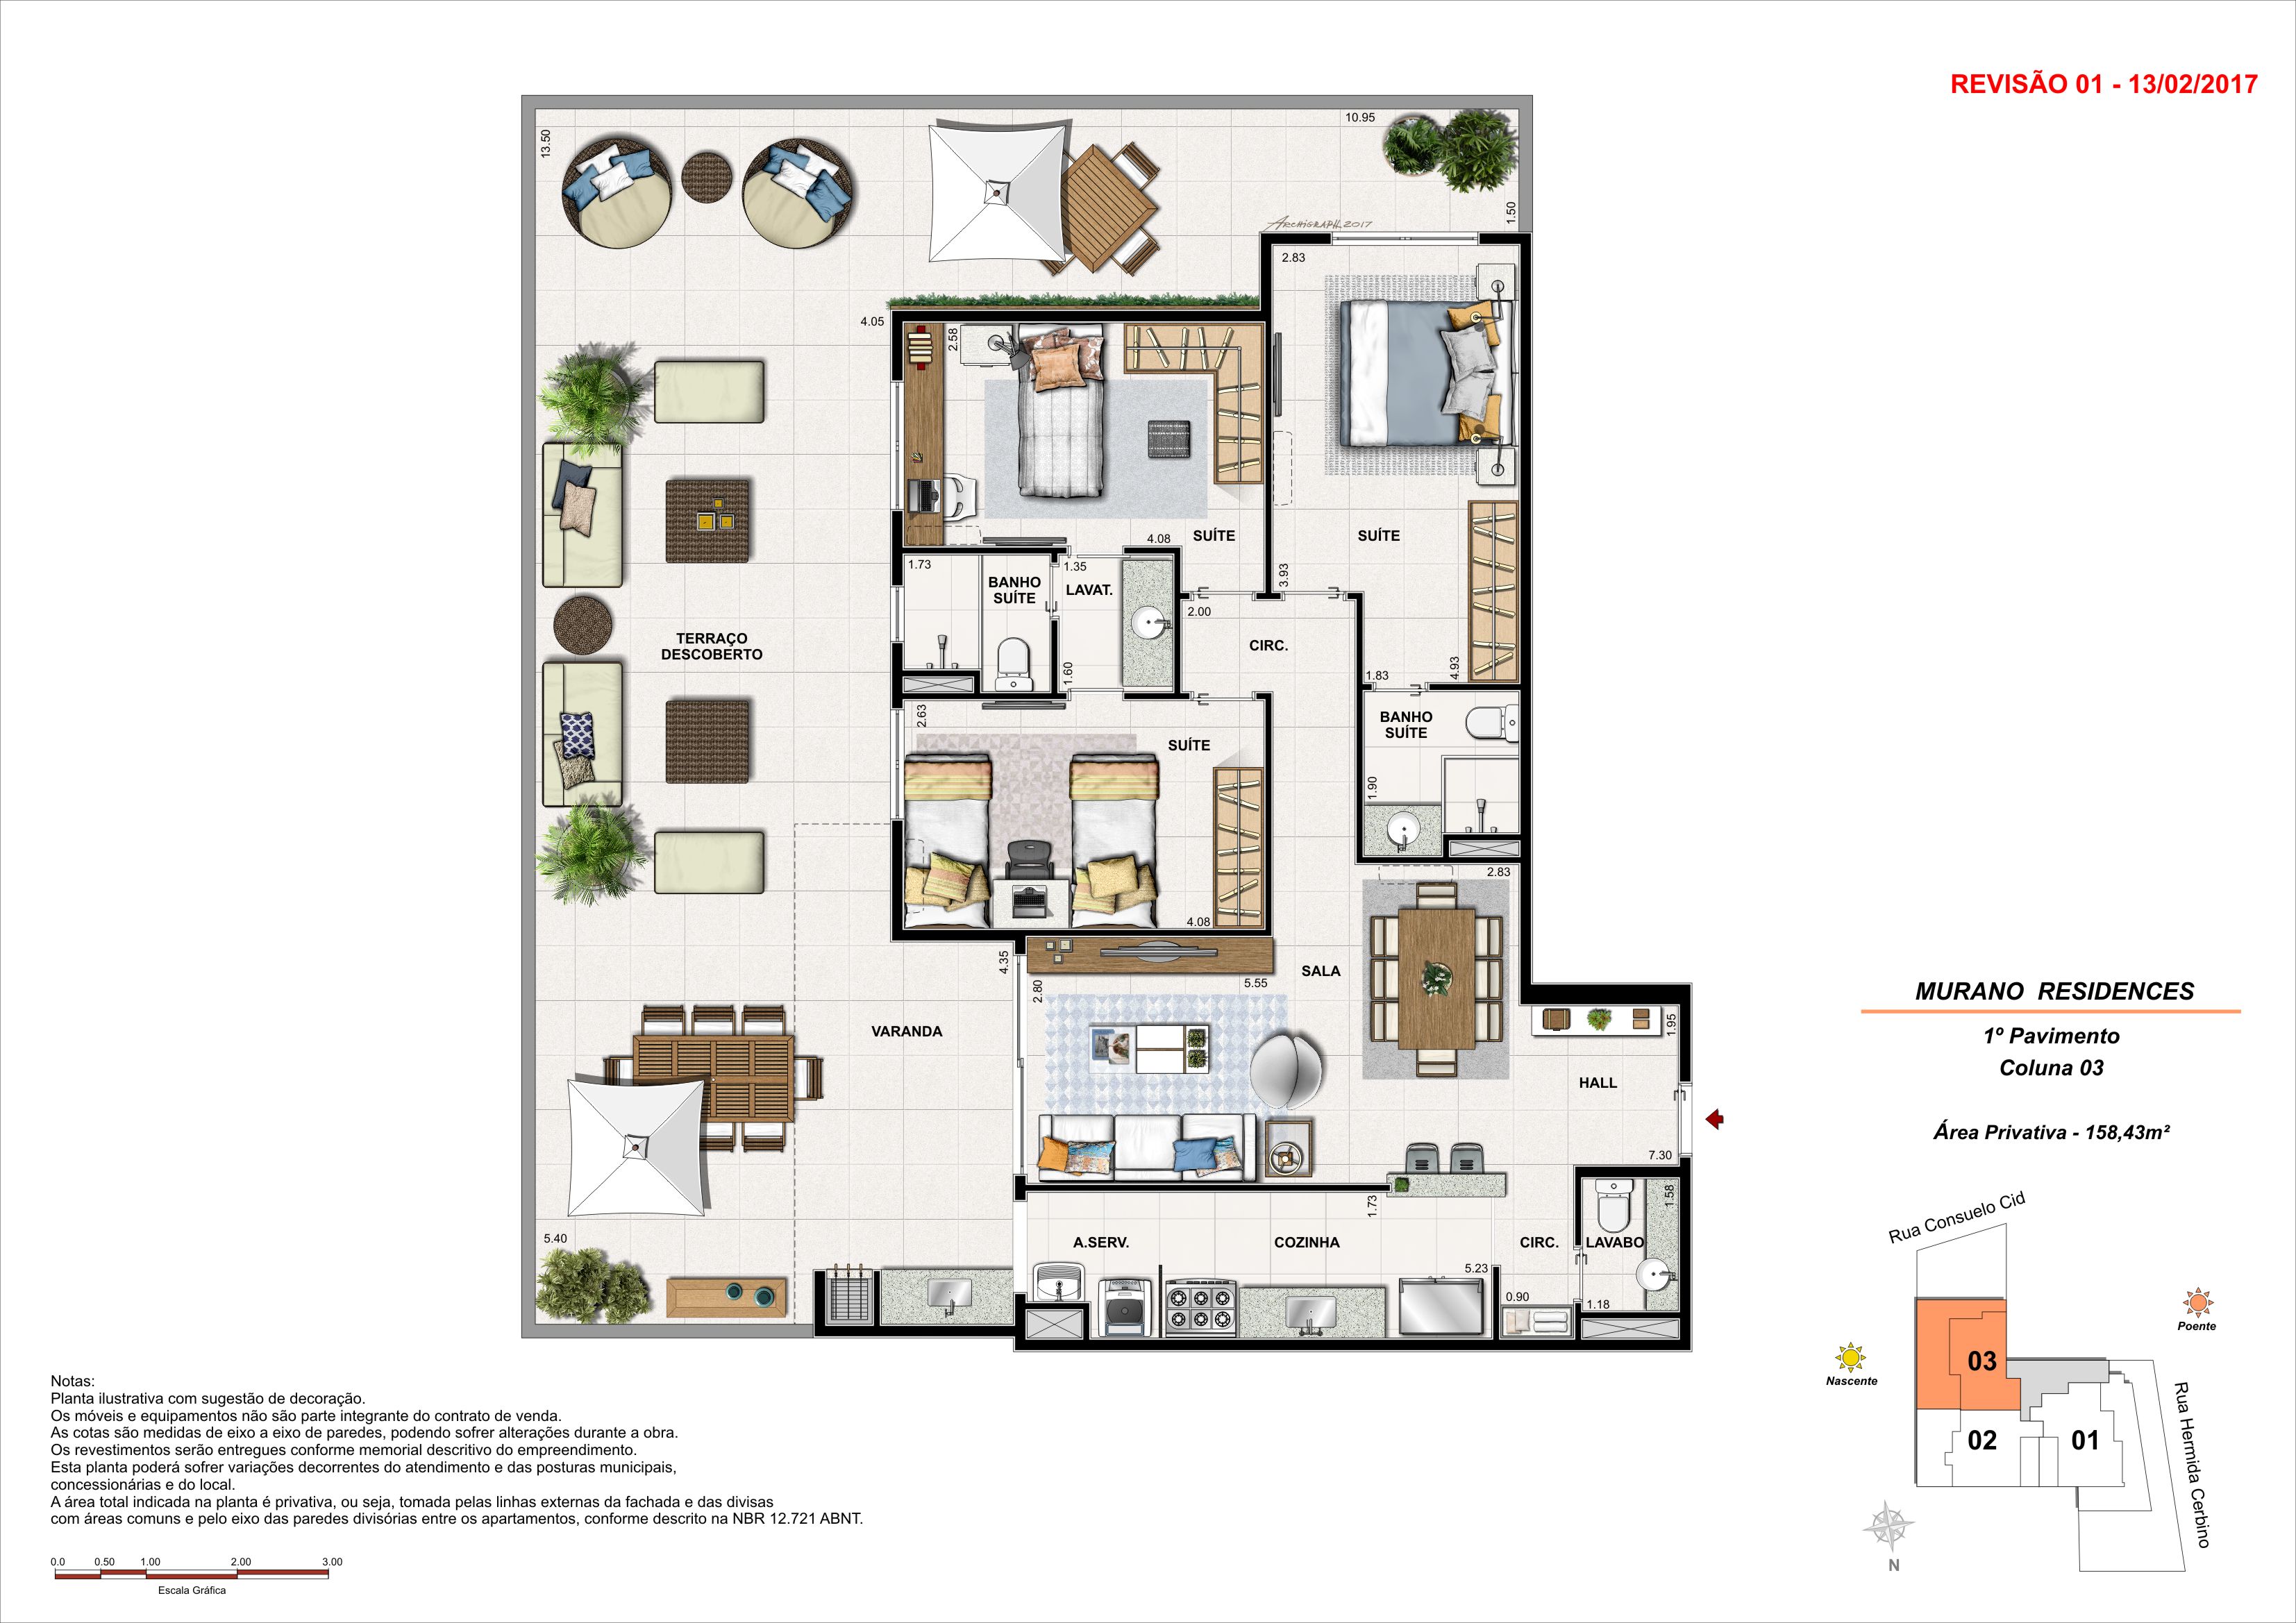 REVISÃO 01 - 13/02/2017
13.50
10.95
1.50
ARCHIGRAPH 2017
2.83
4.05
2.58
SUÍTE
4.08
SUÍTE
3.93
1.73
BANHO
SUÍTE
1.35
LAVAT.
1.60
2.00
CIRC.
TERRAÇO
DESCOBERTO
1.83
4.93
BANHO
SUÍTE
1.90
2.63
SUÍTE
4.08
2.83
4.35
2.80
5.55
SALA
VARANDA
1.95
HALL
7.30
5.40
A.SERV.
COZINHA
1.73
5.23
CIRC.
0.90
LAVABO
1.58
1.18
MURANO RESIDENCES
1º Pavimento
Coluna 03
Área Privativa - 158,43m²
Rua Consuelo Cid
Poente
Nascente
03
02
01
Rua Hermida Cerbino
N
Notas:
Planta ilustrativa com sugestão de decoração.
Os móveis e equipamentos não são parte integrante do contrato de venda.
As cotas são medidas de eixo a eixo de paredes, podendo sofrer alterações durante a obra.
Os revestimentos serão entregues conforme memorial descritivo do empreendimento.
Esta planta poderá sofrer variações decorrentes do atendimento e das posturas municipais,
concessionárias e do local.
A área total indicada na planta é privativa, ou seja, tomada pelas linhas externas da fachada e das divisas
com áreas comuns e pelo eixo das paredes divisórias entre os apartamentos, conforme descrito na NBR 12.721 ABNT.
0.0 0.50 1.00 2.00 3.00
Escala Gráfica